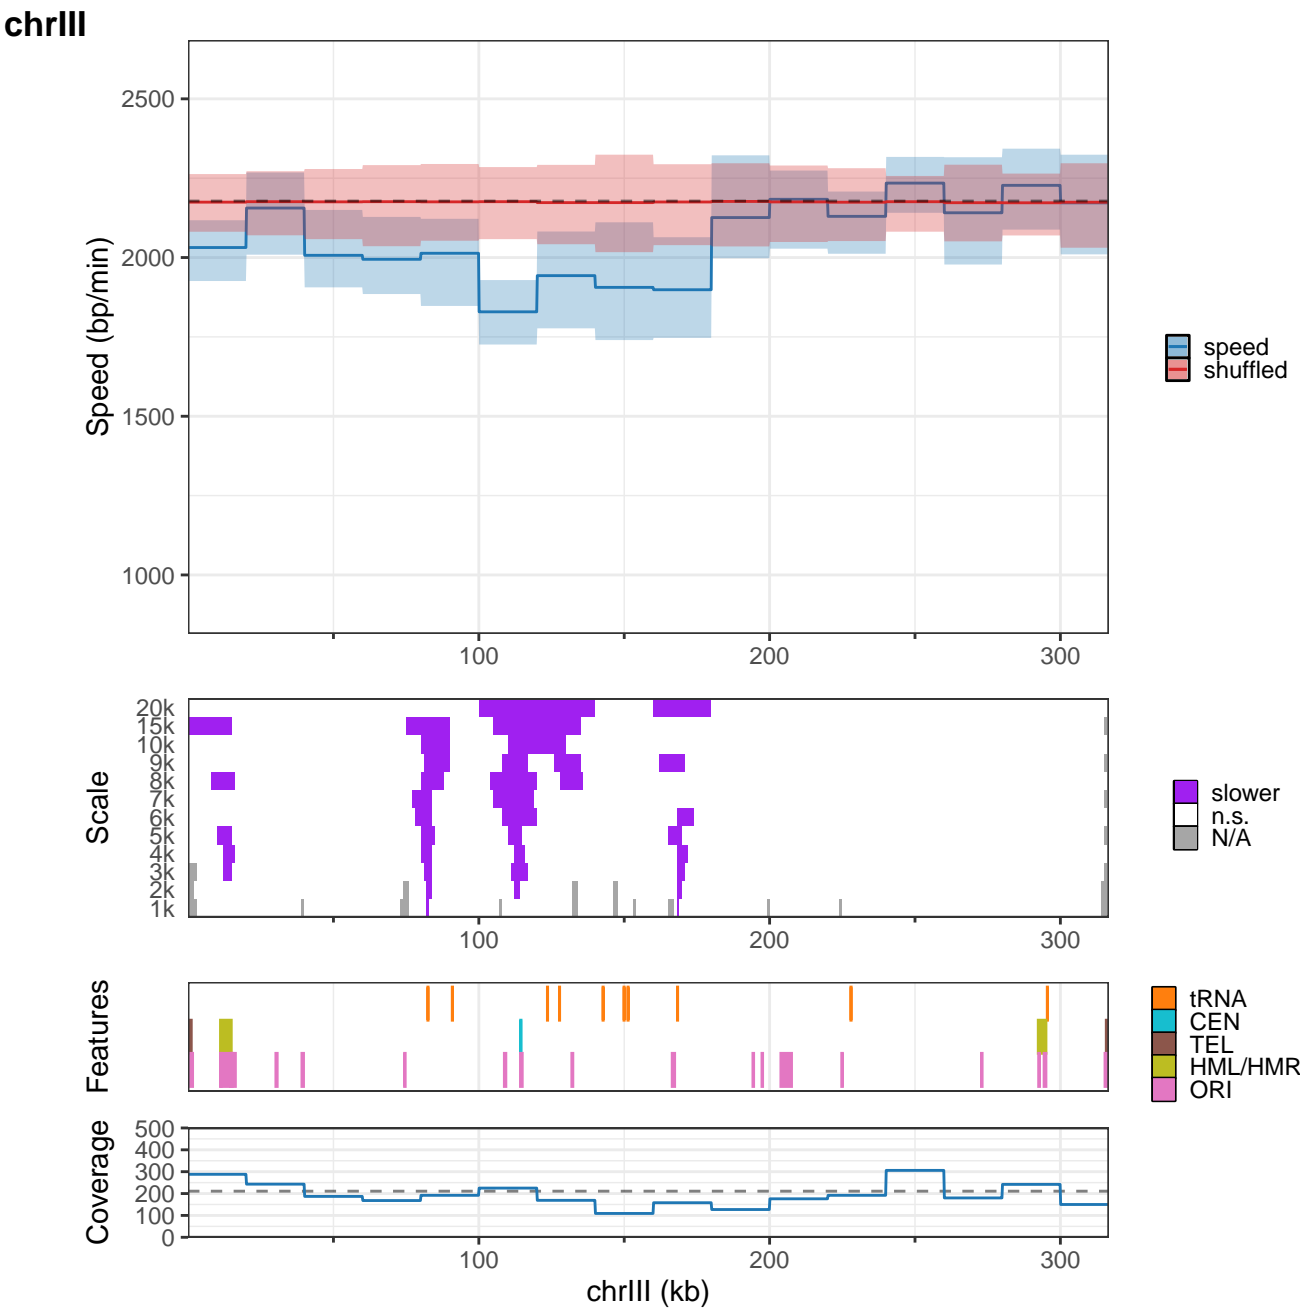 chrIII
Speed (bp/min)
2500
2000
1500
1000
100
200
300
speed
shuffled
Scale
20k
15k
10k
9k
8k
7k
6k
5k
4k
3k
2k
1k
100
200
300
slower
n.s.
N/A
Features
tRNA
CEN
TEL
HML/HMR
ORI
Coverage
500
400
300
200
100
0
100
200
300
chrIII (kb)